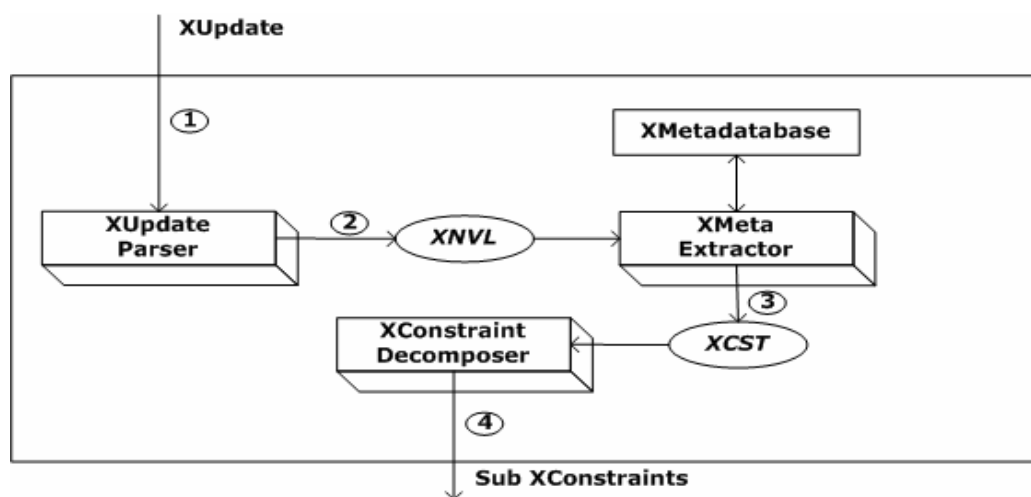 XUpdate
1
XMetadatabase
XUpdate
Parser
2
XNVL
XMeta
Extractor
3
XConstraint
Decomposer
XCST
4
Sub XConstraints